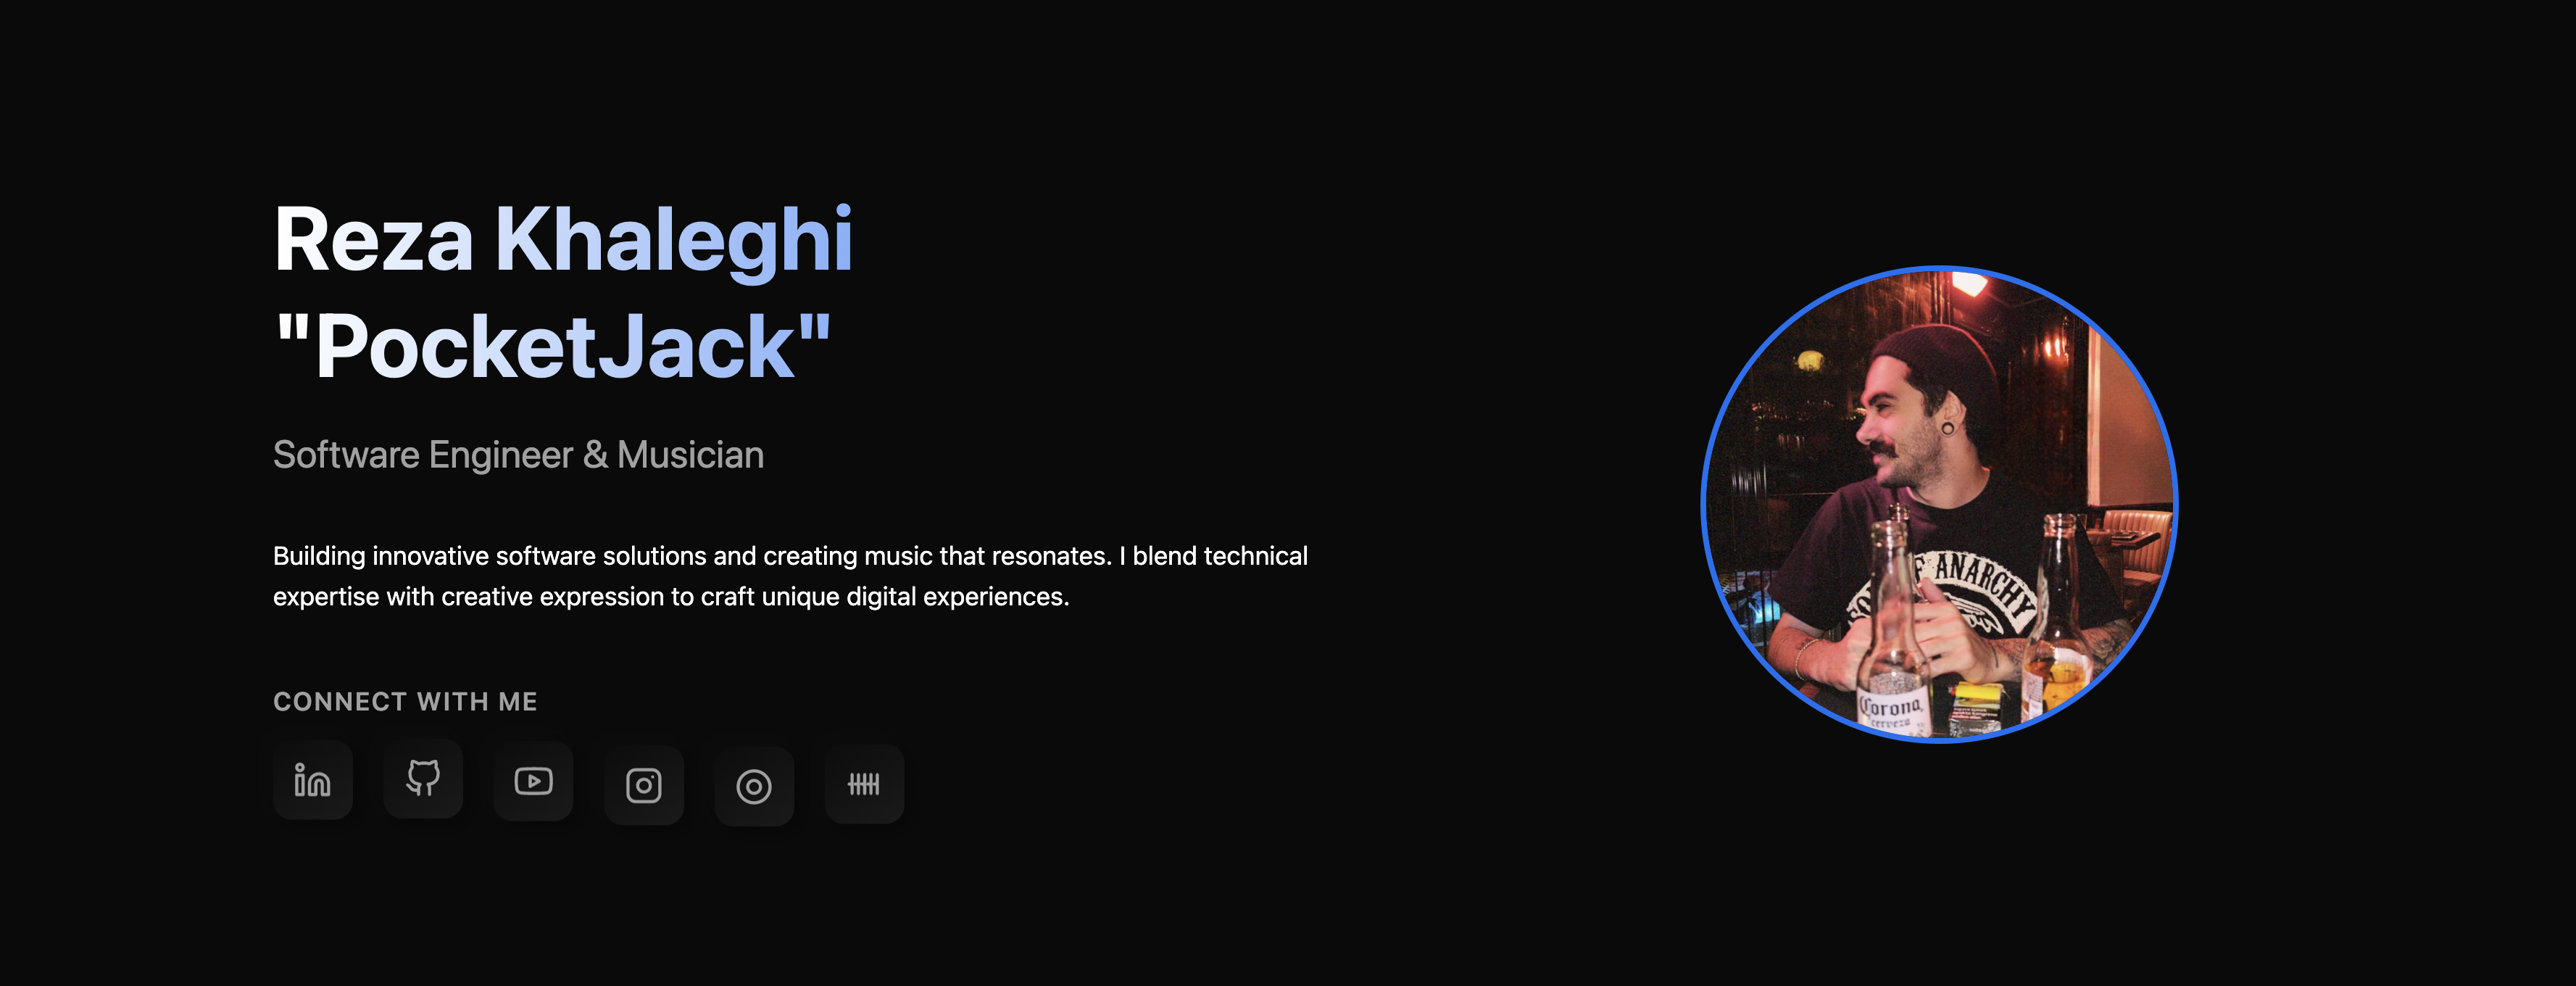 Reza Khaleghi
"PocketJack"
Software Engineer & Musician
Building innovative software solutions and creating music that resonates. I blend technical
expertise with creative expression to craft unique digital experiences.
CONNECT WITH ME
in
F ANARCHY
Corona
cerveza